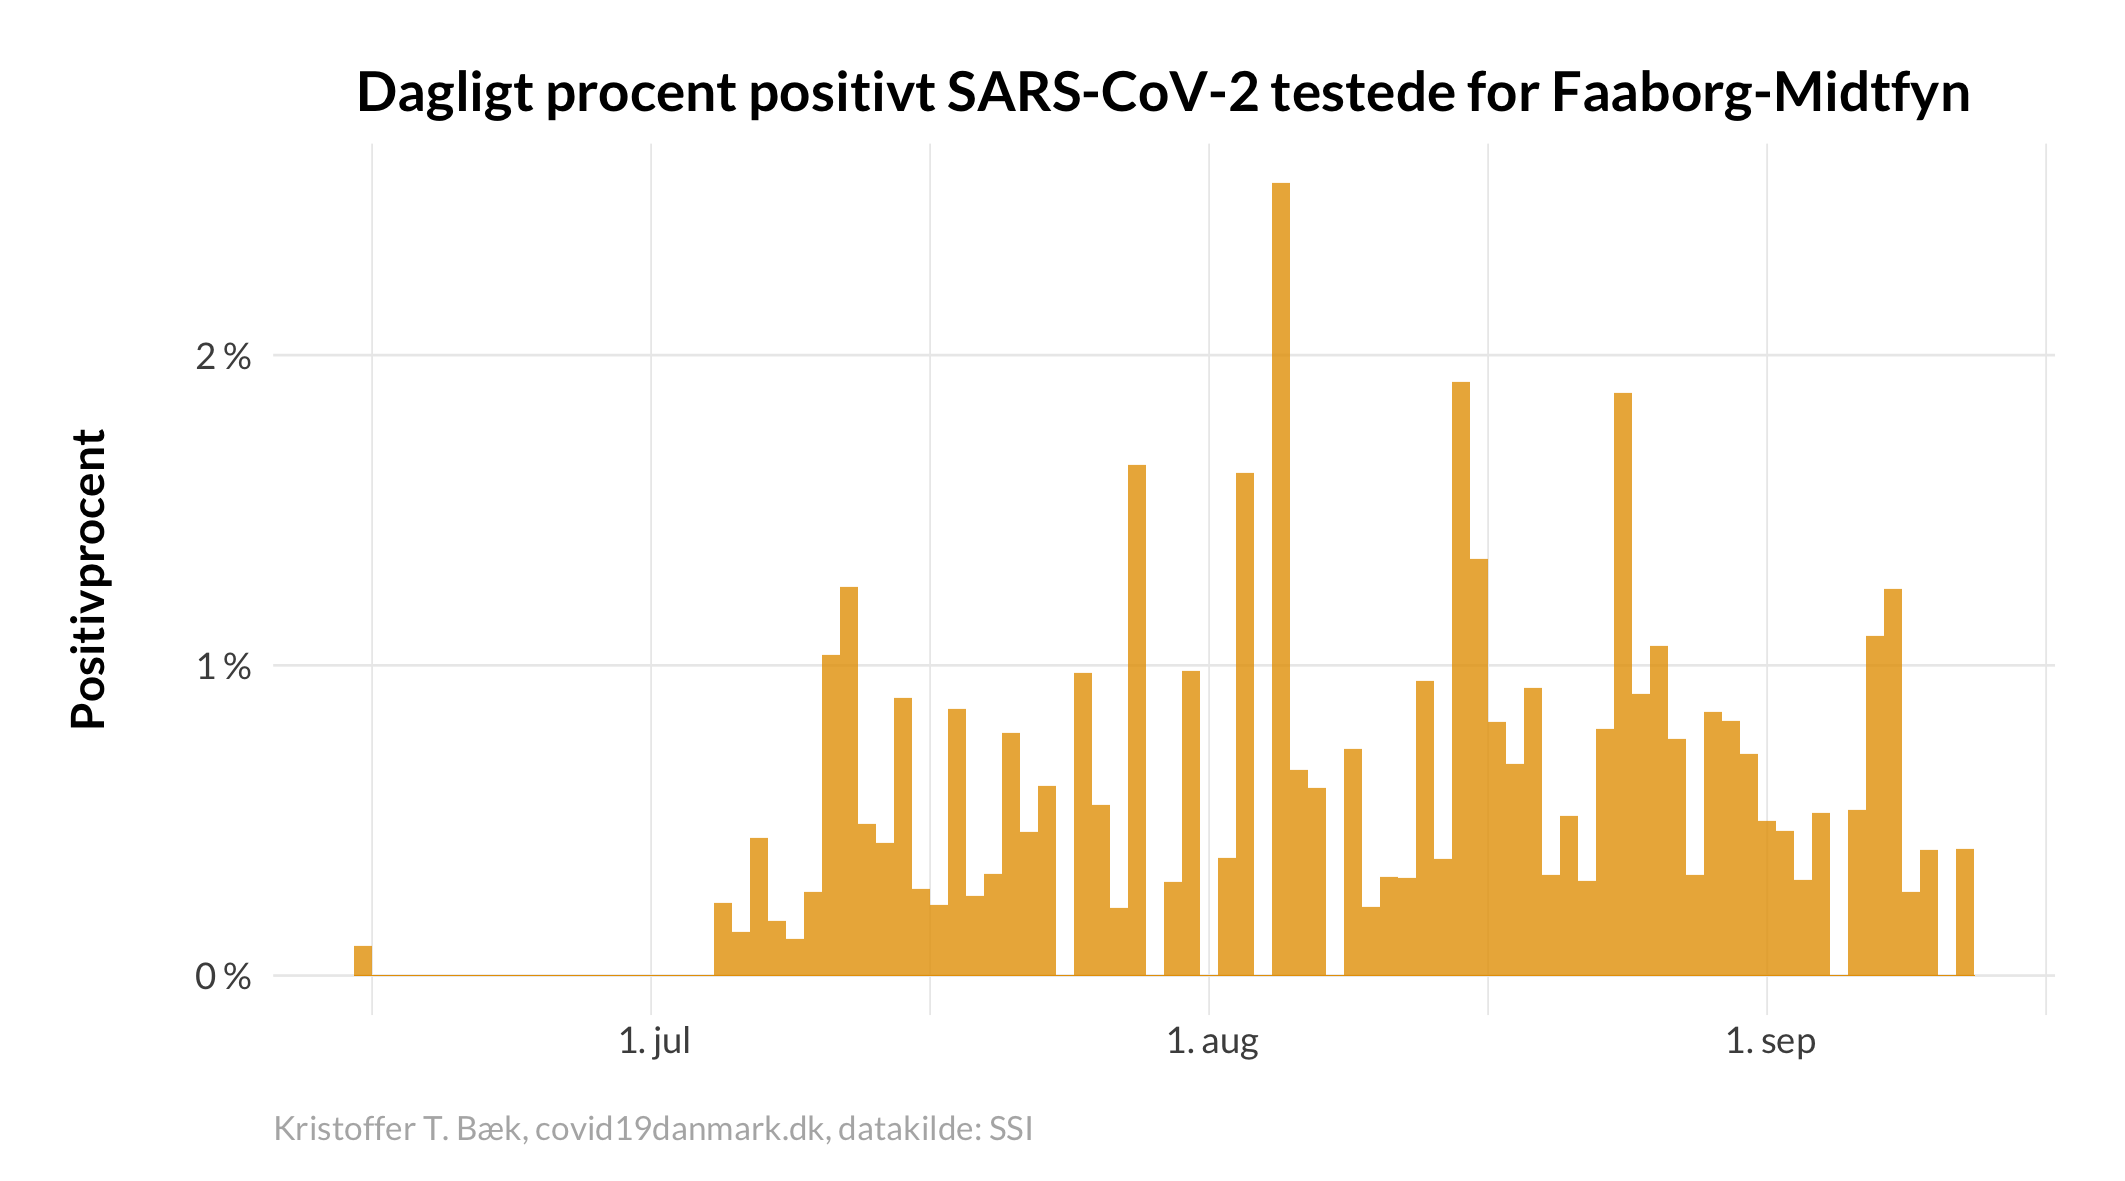 Dagligt procent positivt SARS-CoV-2 testede for Faaborg-Midtfyn
Positivprocent
2 %
1 %
0 %
1. jul
1. aug
1. sep
Kristoffer T. Bæk, covid19danmark.dk, datakilde: SSI